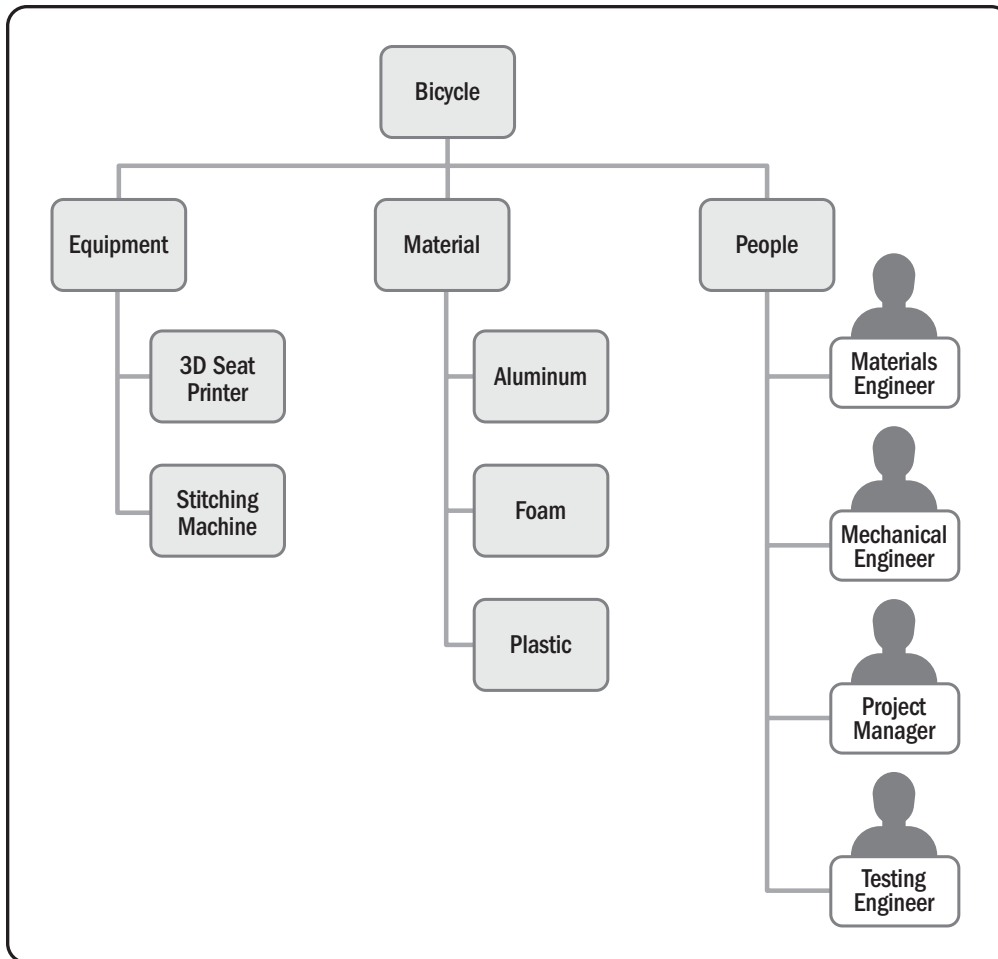 Bicycle
Equipment
Material
People
3D Seat
Printer
Stitching
Machine
Aluminum
Foam
Plastic
Materials
Engineer
Mechanical
Engineer
Project
Manager
Testing
Engineer